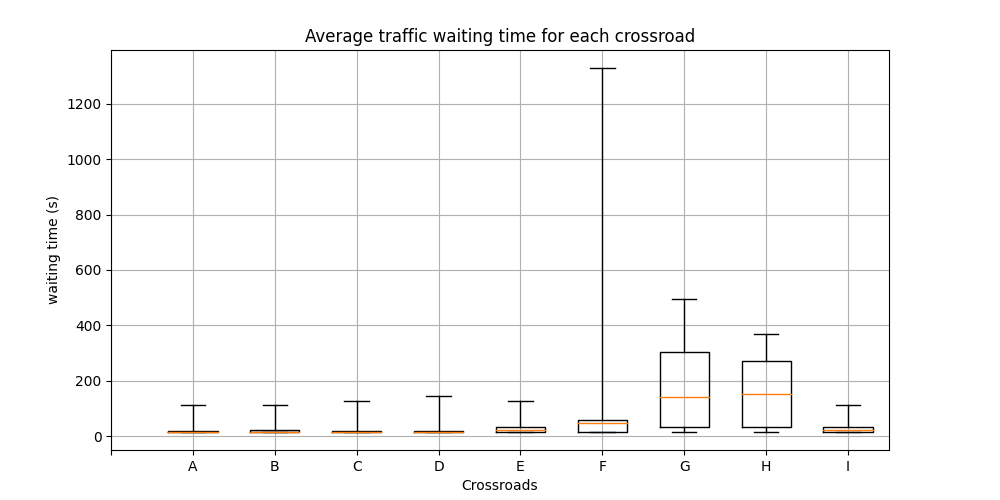 Average traffic waiting time for each crossroad
waiting time (s)
1200
1000
800
600
400
200
0
A B C D E F G H I
Crossroads